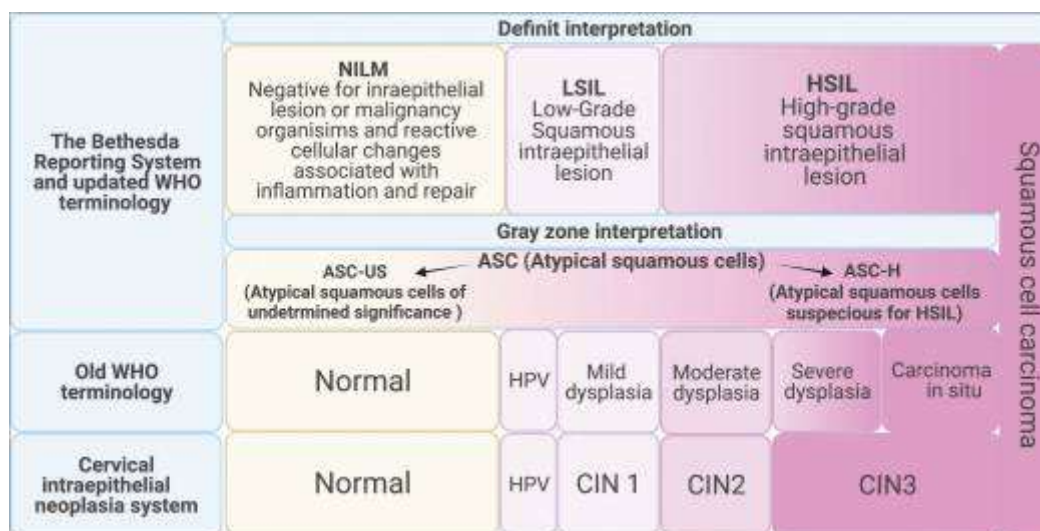 Definit interpretation
The Bethesda
Reporting System
and updated WHO
terminology
NILM
Negative for inraepithelial
lesion or malignancy
organisims and reactive
cellular changes
associated with
inflammation and repair
LSIL
Low-Grade
Squamous
intraepithelial
lesion
HSIL
High-grade
squamous
intraepithelial
lesion
Squamous cell carcinoma
Gray zone interpretation
ASC (Atypical squamous cells)
ASC-US
(Atypical squamous cells of
undetrmined significance )
ASC-H
(Atypical squamous cells
suspecious for HSIL)
Old WHO
terminology
Normal
HPV
Mild
dysplasia
Moderate
dysplasia
Severe
dysplasia
Carcinoma
in situ
Cervical
intraepithelial
neoplasia system
Normal
HPV
CIN 1
CIN2
CIN3